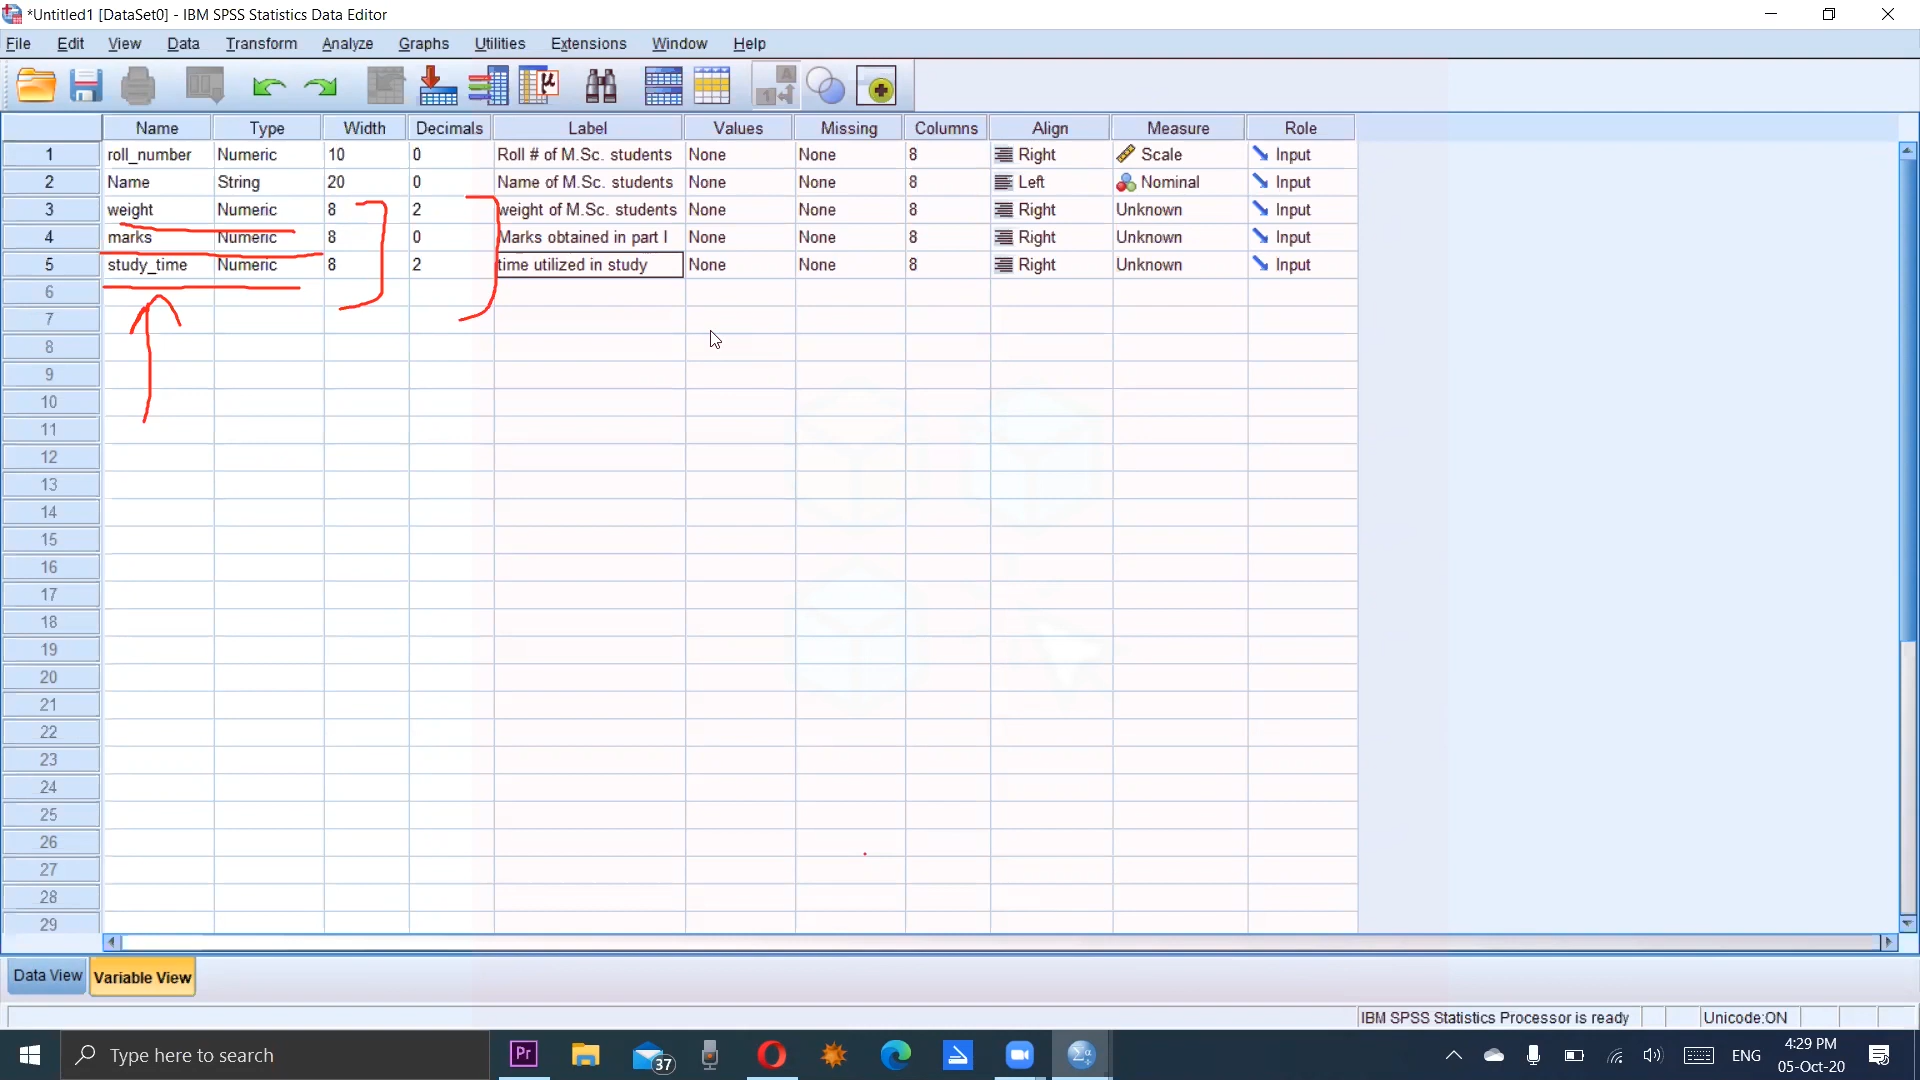 *Untitled1 [DataSet0] - IBM SPSS Statistics Data Editor
File Edit View Data Transform Analyze Graphs Utilities Extensions Window Help
Name Type Width Decimals Label Values Missing Columns Align Measure Role
1 roll_number Numeric 10 0 Roll # of M.Sc. students None None 8 Right Scale Input
2 Name String 20 0 Name of M.Sc. students None None 8 Left Nominal Input
3 weight Numeric 8 2 weight of M.Sc. students None None 8 Right Unknown Input
4 marks Numeric 8 0 Marks obtained in part I None None 8 Right Unknown Input
5 study_time Numeric 8 2 time utilized in study None None 8 Right Unknown Input
6
7
8
9
10
11
12
13
14
15
16
17
18
19
20
21
22
23
24
25
26
27
28
29
Data View Variable View
IBM SPSS Statistics Processor is ready Unicode:ON
Type here to search Pr 37 Σα ENG 4:29 PM
05-Oct-20